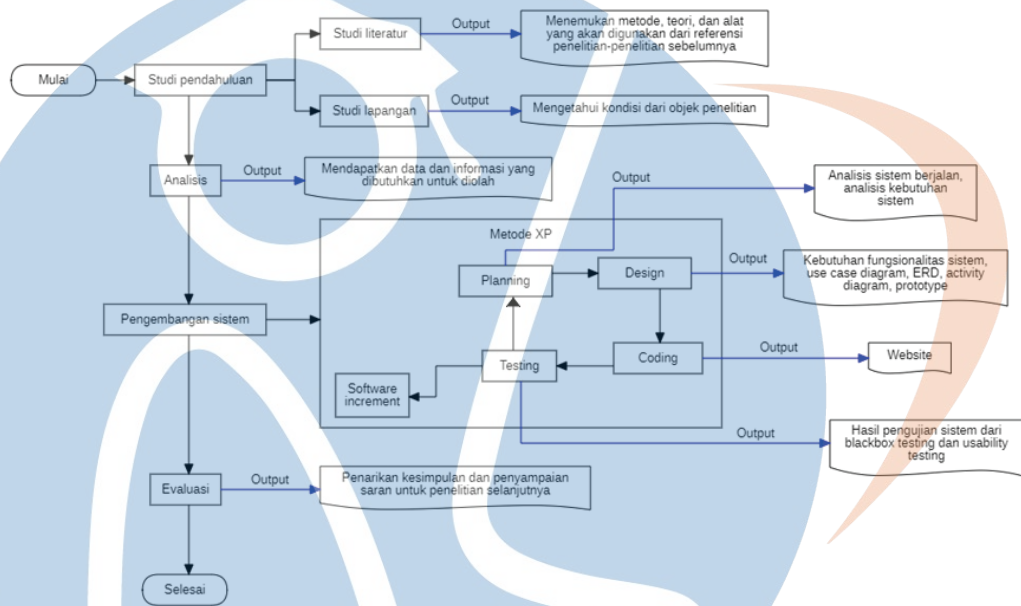 Mulai
Studi pendahuluan
Studi literatur
Output
Menemukan metode, teori, dan alat
yang akan digunakan dari referensi
penelitian-penelitian sebelumnya
Studi lapangan
Output
Mengetahui kondisi dari objek penelitian
Analisis
Output
Mendapatkan data dan informasi yang
dibutuhkan untuk diolah
Pengembangan sistem
Metode XP
Planning
Output
Analisis sistem berjalan,
analisis kebutuhan
sistem
Design
Output
Kebutuhan fungsionalitas sistem,
use case diagram, ERD, activity
diagram, prototype
Coding
Output
Website
Testing
Output
Hasil pengujian sistem dari
blackbox testing dan usability
testing
Software
increment
Evaluasi
Output
Penarikan kesimpulan dan penyampaian
saran untuk penelitian selanjutnya
Selesai